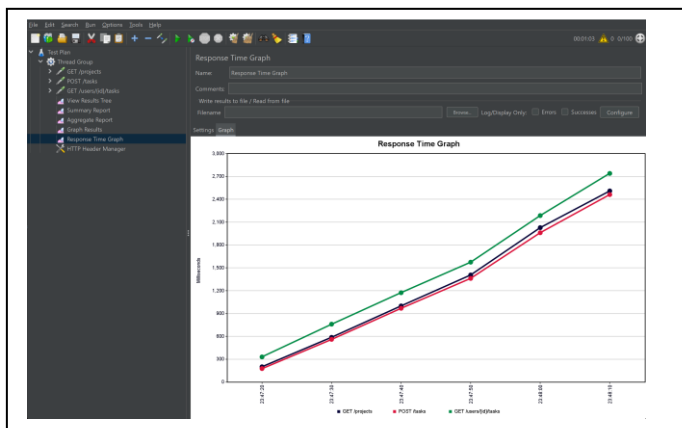 File Edit Search Run Options Tools Help
00:01:03 0 0/100
Test Plan
Thread Group
GET /projects
POST /tasks
GET /users/{id}/tasks
View Results Tree
Summary Report
Aggregate Report
Graph Results
Response Time Graph
HTTP Header Manager
Response Time Graph
Name: Response Time Graph
Comments:
Write results to file / Read from file
Filename Browse... Log/Display Only: Errors Successes Configure
Settings Graph
Response Time Graph
Milliseconds
3,000
2,700
2,400
2,100
1,800
1,500
1,200
900
600
300
0
23:47:20 23:47:30 23:47:40 23:47:50 23:48:00 23:48:10
GET /projects POST /tasks GET /users/{id}/tasks